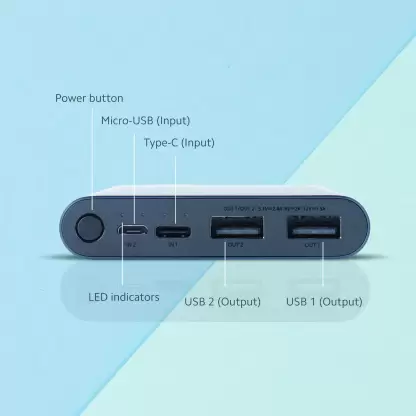 Power button
Micro-USB (Input)
Type-C (Input)
IN 2
IN 1
OUT 2
OUT 1
LED indicators
USB 2 (Output)
USB 1 (Output)